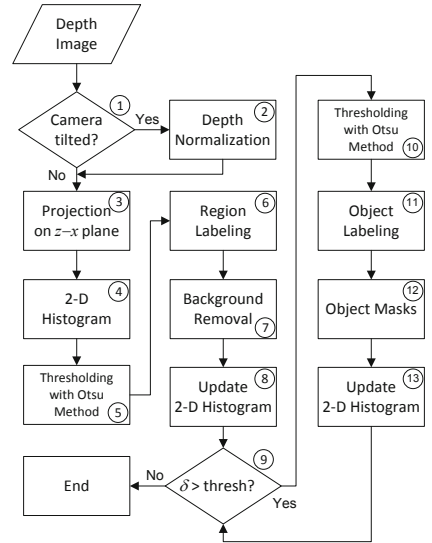 Depth
Image
1
Camera
tilted?
Yes
No
2
Depth
Normalization
3
Projection
on z–x plane
4
2-D
Histogram
Thresholding
with Otsu
Method
5
6
Region
Labeling
Background
Removal
7
8
Update
2-D Histogram
9
δ > thresh?
No
Yes
End
Thresholding
with Otsu
Method
10
11
Object
Labeling
12
Object Masks
13
Update
2-D Histogram